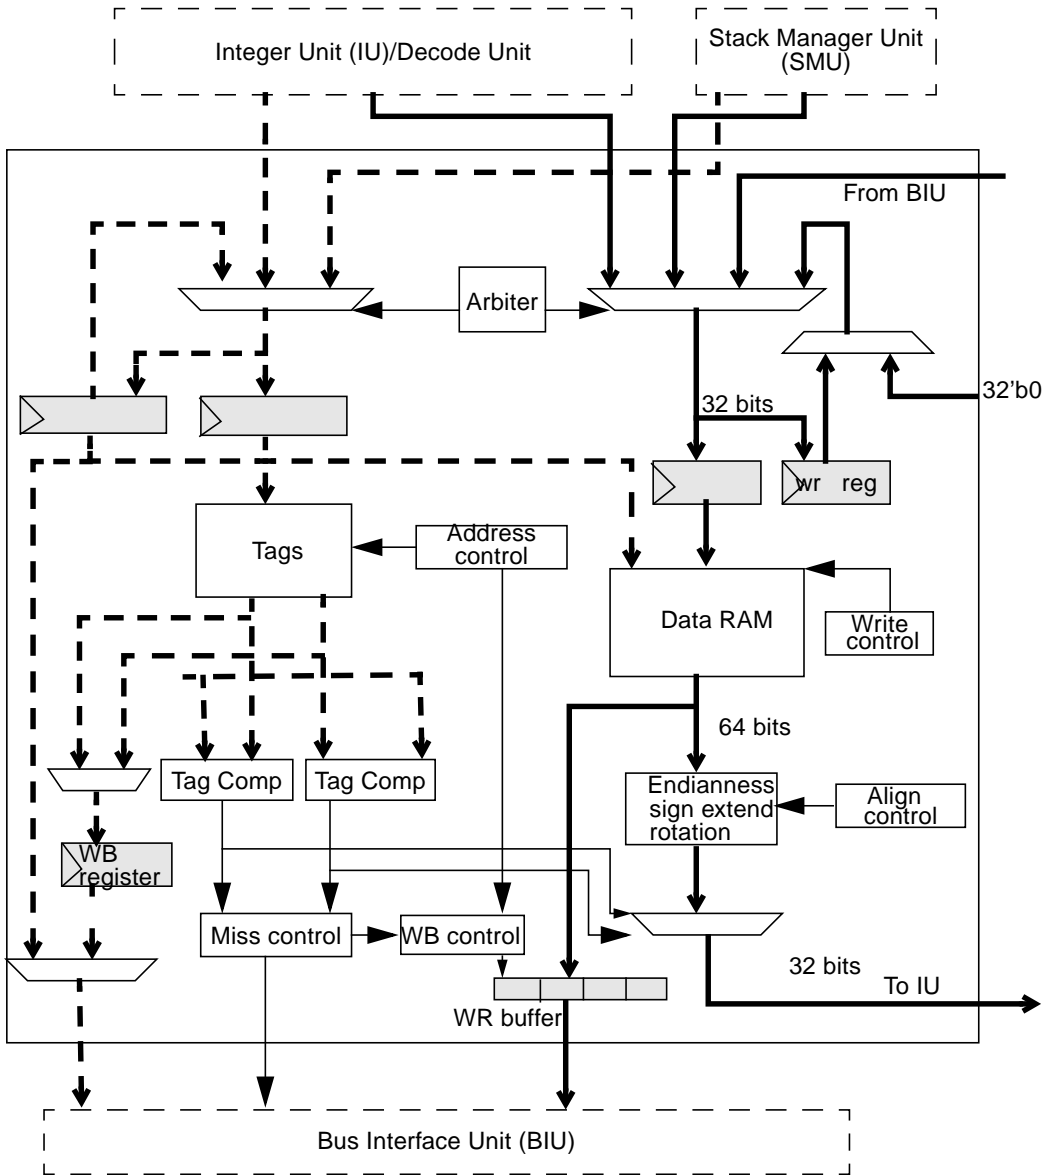 Integer Unit (IU)/Decode Unit
Stack Manager Unit
(SMU)
From BIU
Arbiter
32'b0
32 bits
wr reg
Tags
Address
control
Data RAM
Write
control
64 bits
Tag Comp
Tag Comp
Endianness
sign extend
rotation
Align
control
WB
register
Miss control
WB control
32 bits
To IU
WR buffer
Bus Interface Unit (BIU)